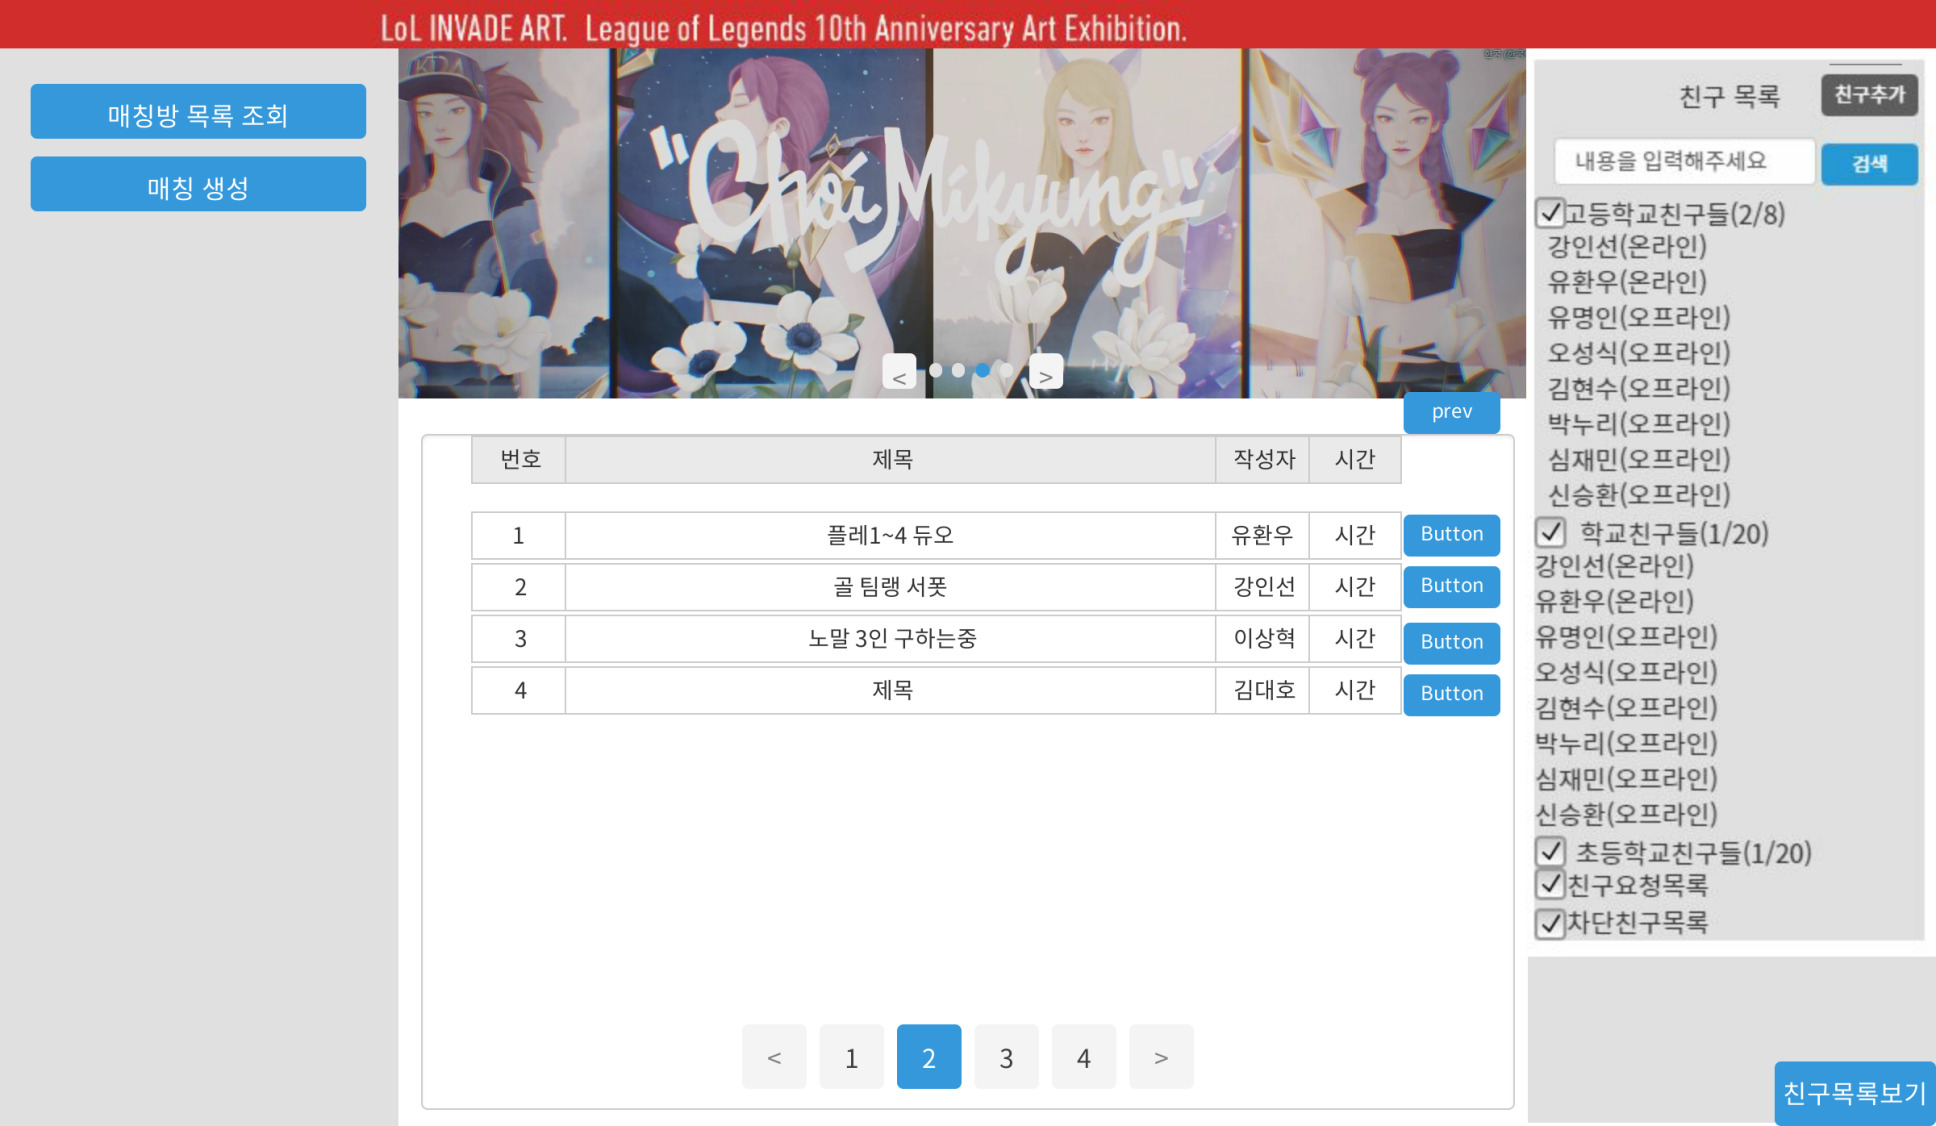 LoL INVADE ART. League of Legends 10th Anniversary Art Exhibition.
매칭방 목록 조회
매칭 생성
KDA
"Choi Mikyung"
< >
prev
번호 제목 작성자 시간
1 플레1~4 듀오 유환우 시간 Button
2 골 팀랭 서폿 강인선 시간 Button
3 노말 3인 구하는중 이상혁 시간 Button
4 제목 김대호 시간 Button
< 1 2 3 4 >
친구 목록 친구추가
내용을 입력해주세요 검색
고등학교친구들(2/8)
강인선(온라인)
유환우(온라인)
유명인(오프라인)
오성식(오프라인)
김현수(오프라인)
박누리(오프라인)
심재민(오프라인)
신승환(오프라인)
학교친구들(1/20)
강인선(온라인)
유환우(온라인)
유명인(오프라인)
오성식(오프라인)
김현수(오프라인)
박누리(오프라인)
심재민(오프라인)
신승환(오프라인)
초등학교친구들(1/20)
친구요청목록
차단친구목록
친구목록보기